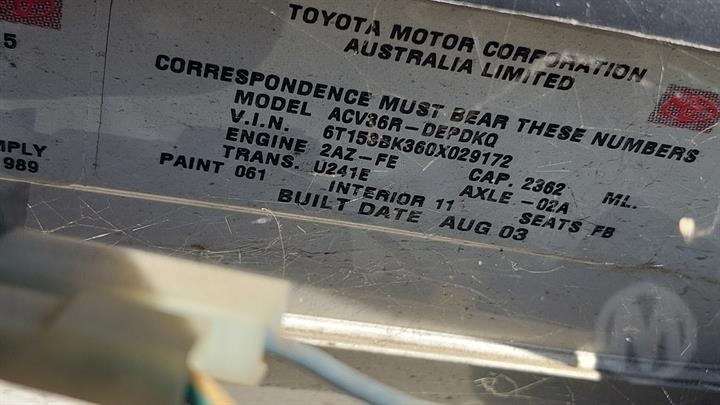 TOYOTA MOTOR CORPORATION
AUSTRALIA LIMITED
CORRESPONDENCE MUST BEAR THESE NUMBERS
MODEL ACV36R-DEPDKQ
V.I.N. 6T153BK360X029172
ENGINE 2AZ-FE CAP. 2362 ML.
TRANS. U241E AXLE -02A
PAINT 061 INTERIOR 11 SEATS FB
BUILT DATE AUG 03
5
MPLY
989
M